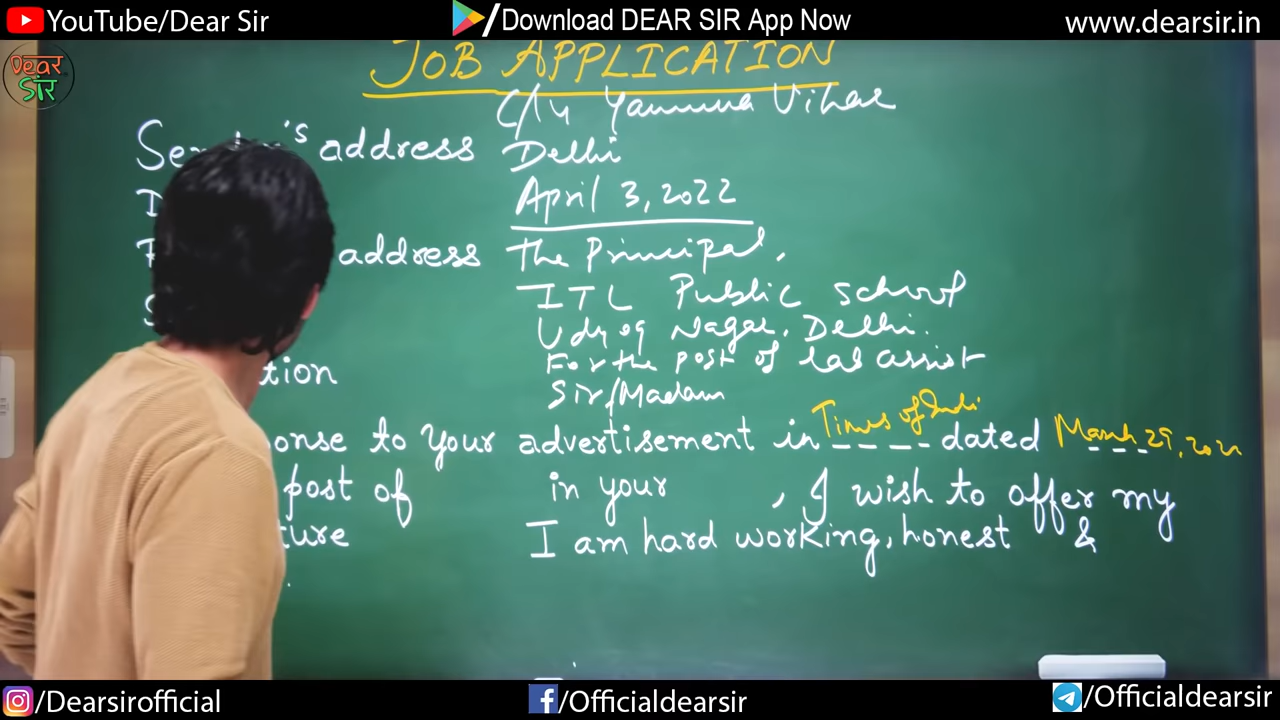 YouTube/Dear Sir
/Download DEAR SIR App Now
www.dearsir.in
Dear
Sir
JOB APPLICATION
C/4 Yamuna Vihar
address Delhi
April 3, 2022
address The Principal,
ITL Public School
Udyog Nagar, Delhi.
For the post of lab assist
tion
Sir/Madam
Times of Indi
onse to your advertisement in ---- dated March 29, 202
post of in your , I wish to offer my
ture I am hard working, honest &
/Dearsirofficial
/Officialdearsir
/Officialdearsir